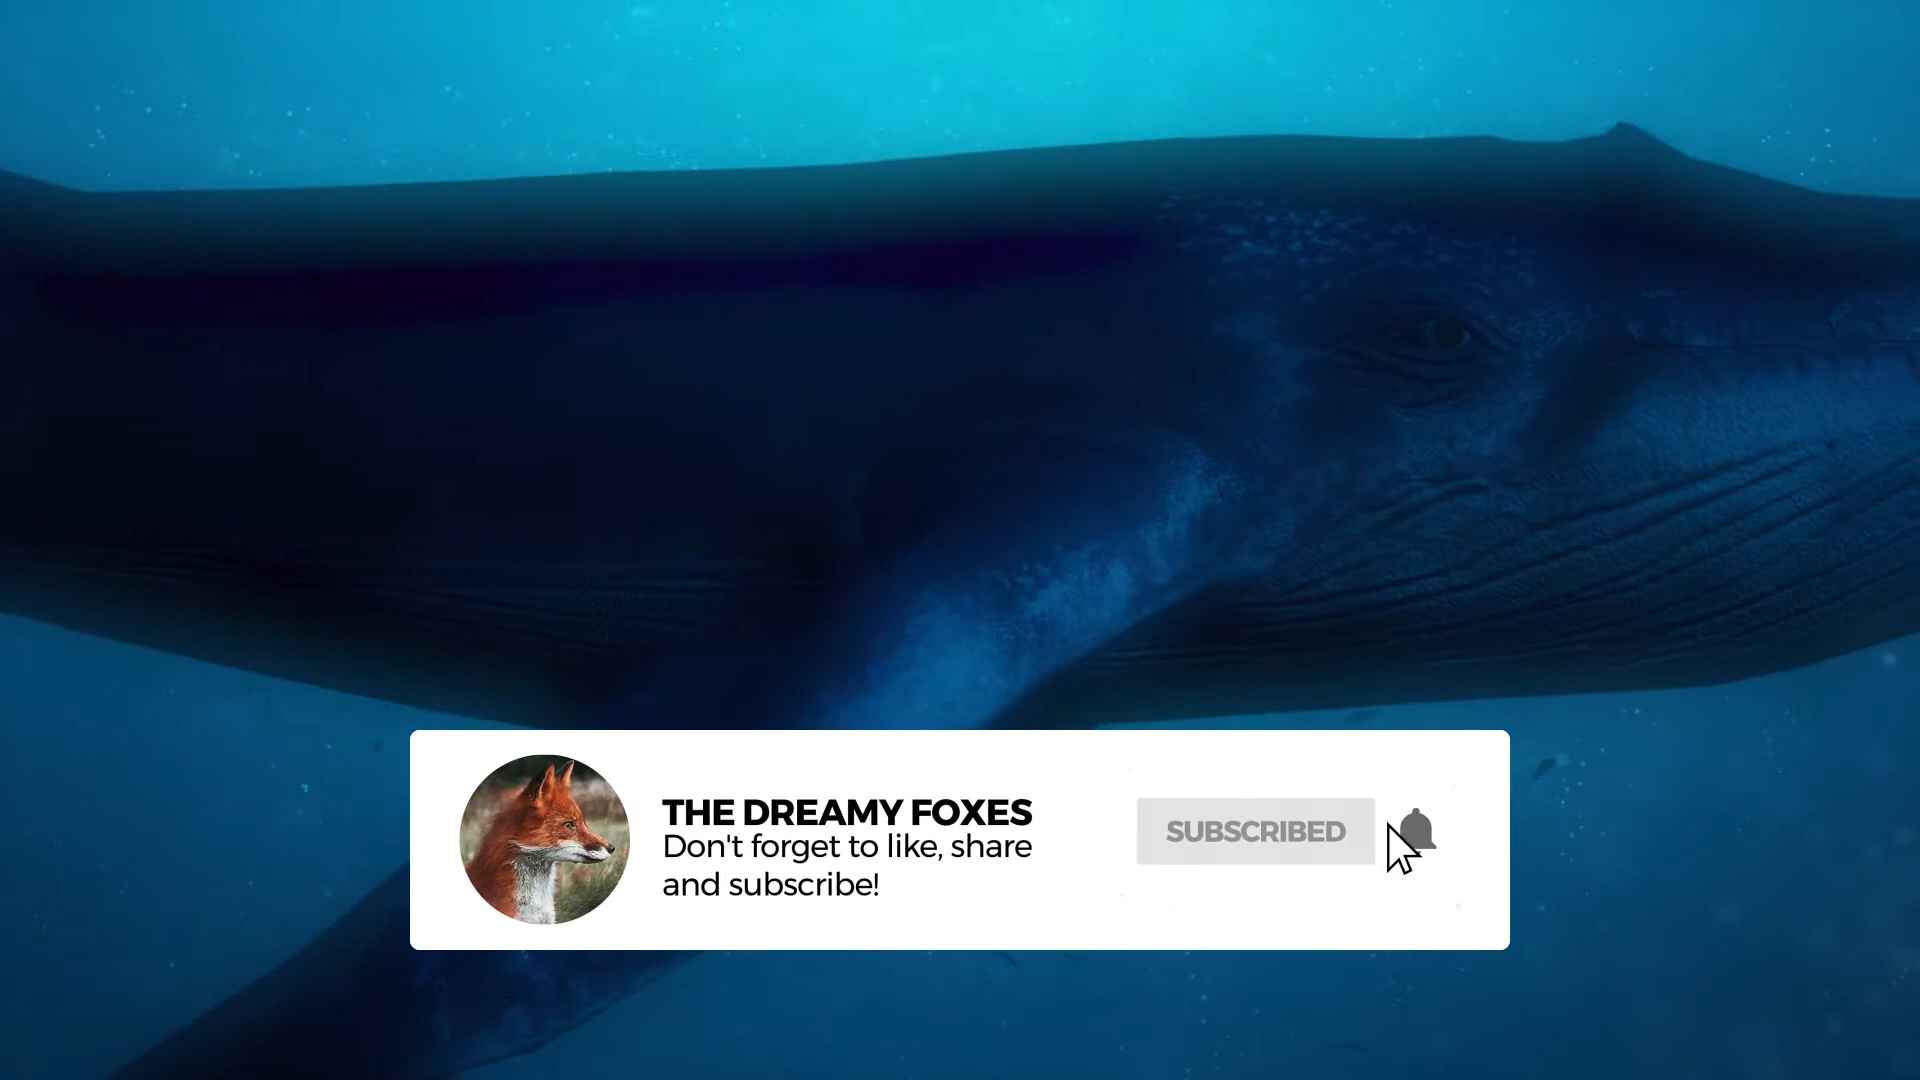 THE DREAMY FOXES
Don't forget to like, share
and subscribe!
SUBSCRIBED